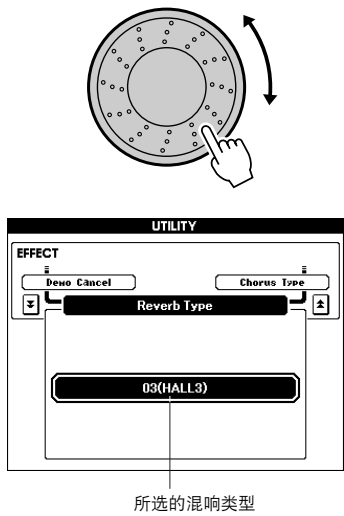 UTILITY
EFFECT
Demo Cancel
Chorus Type
Reverb Type
03(HALL3)
所选的混响类型